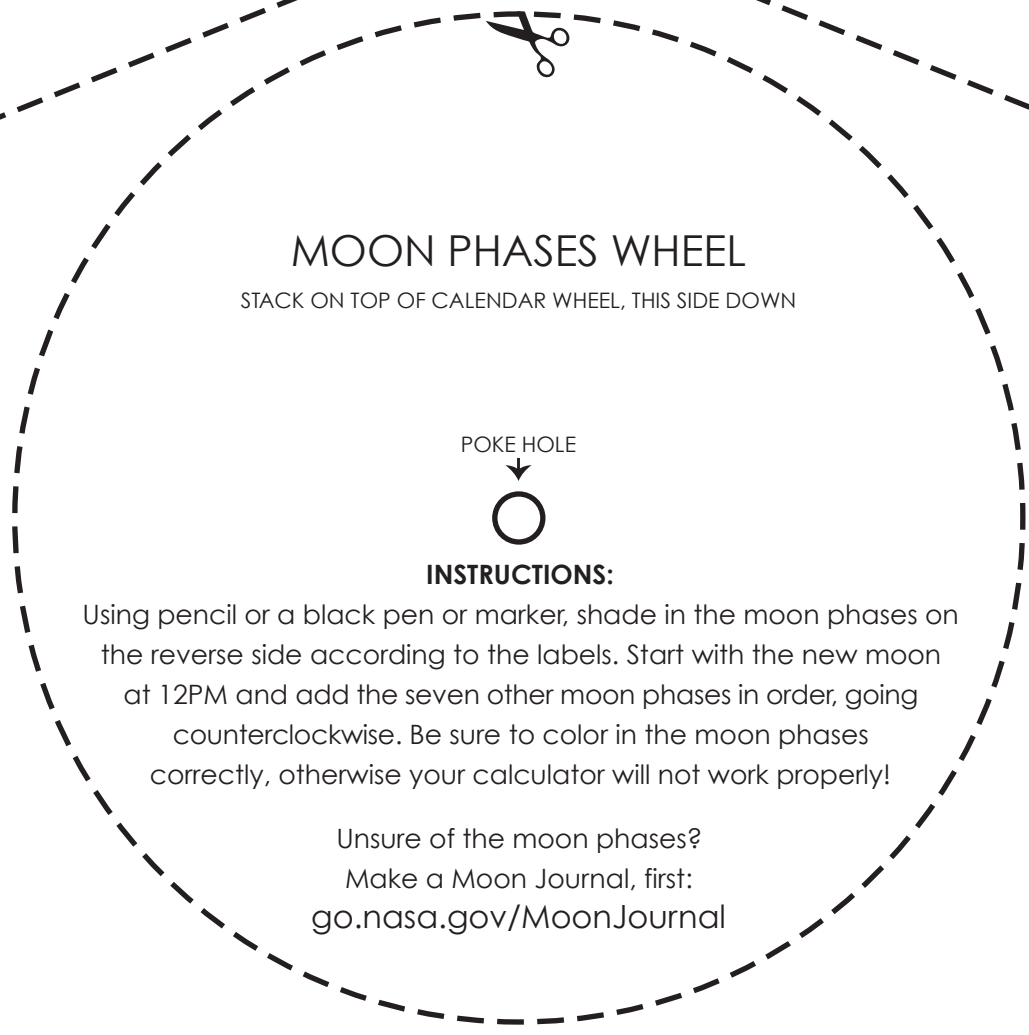 MOON PHASES WHEEL
STACK ON TOP OF CALENDAR WHEEL, THIS SIDE DOWN
POKE HOLE
INSTRUCTIONS:
Using pencil or a black pen or marker, shade in the moon phases on
the reverse side according to the labels. Start with the new moon
at 12PM and add the seven other moon phases in order, going
counterclockwise. Be sure to color in the moon phases
correctly, otherwise your calculator will not work properly!
Unsure of the moon phases?
Make a Moon Journal, first:
go.nasa.gov/MoonJournal